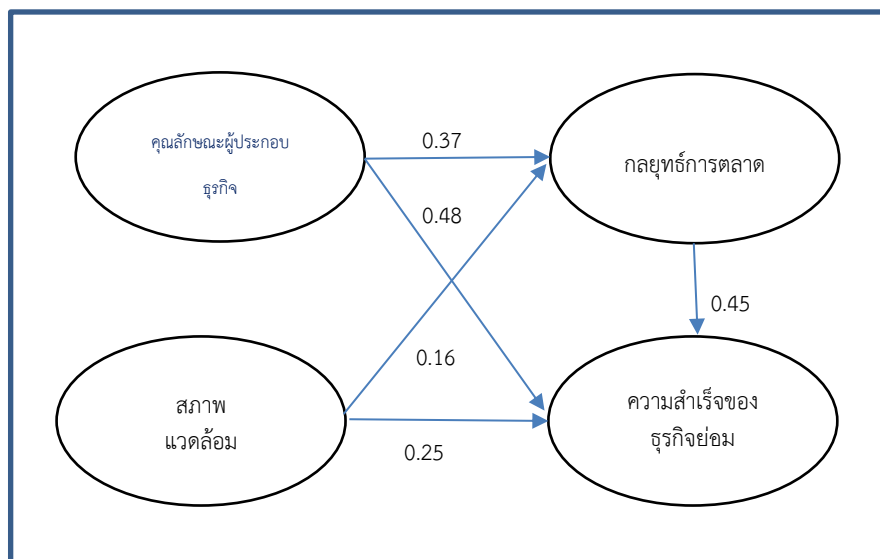 คุณลักษณะผู้ประกอบ
ธุรกิจ
0.37
กลยุทธ์การตลาด
0.48
0.45
0.16
สภาพ
แวดล้อม
0.25
ความสำเร็จของ
ธุรกิจย่อม